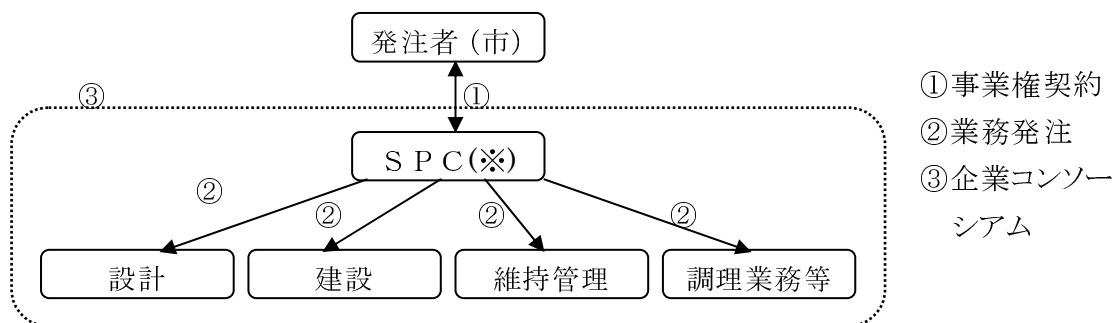 発注者（市）
③
①
①事業権契約
②業務発注
③企業コンソー
シアム
ＳＰＣ(※)
②
②
②
②
設計
建設
維持管理
調理業務等